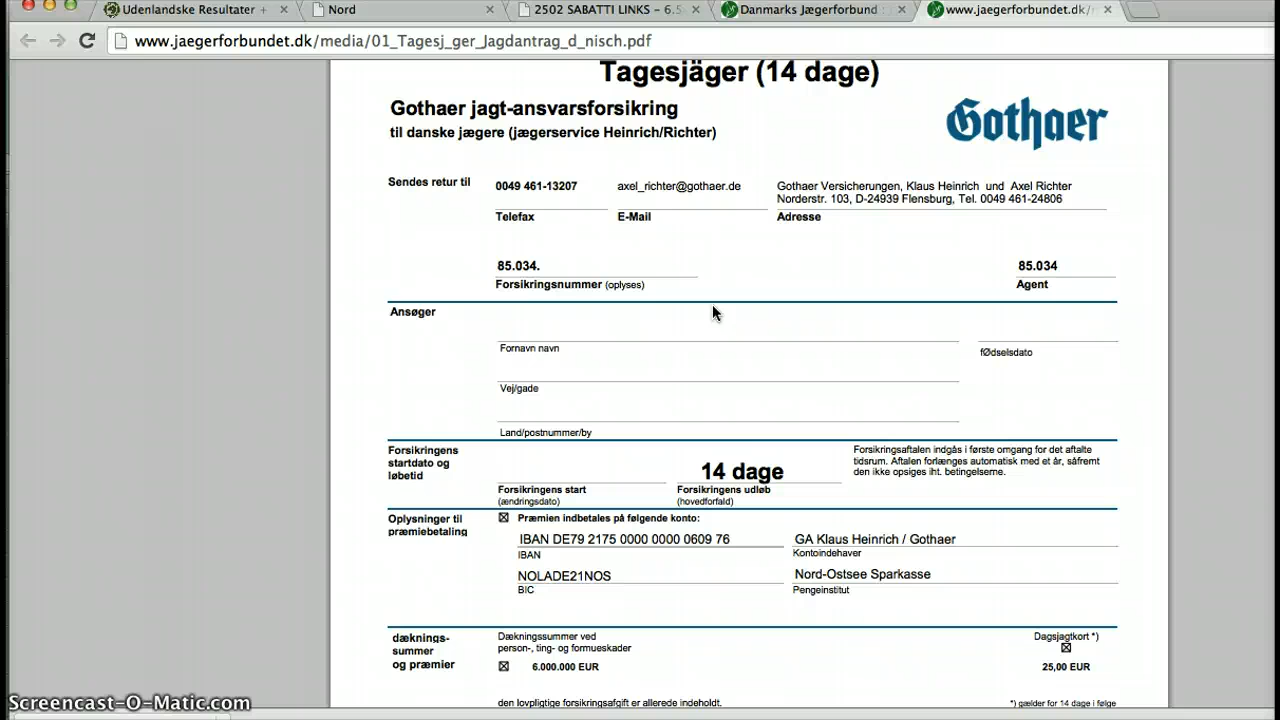 Udenlandske Resultater +
Nord
2502 SABATTI LINKS – 6.5
Danmarks Jægerforbund :
www.jaegerforbundet.dk/
www.jaegerforbundet.dk/media/01_Tagesj_ger_Jagdantrag_d_nisch.pdf
Tagesjäger (14 dage)
Gothaer jagt-ansvarsforsikring
til danske jægere (jægerservice Heinrich/Richter)
Gothaer
Sendes retur til
0049 461-13207
axel_richter@gothaer.de
Gothaer Versicherungen, Klaus Heinrich und Axel Richter
Norderstr. 103, D-24939 Flensburg, Tel. 0049 461-24806
Telefax
E-Mail
Adresse
85.034.
85.034
Forsikringsnummer (oplyses)
Agent
Ansøger
Fornavn navn
fØdselsdato
Vej/gade
Land/postnummer/by
Forsikringens
startdato og
løbetid
14 dage
Forsikringens start
(ændringsdato)
Forsikringens udløb
(hovedforfald)
Forsikringsaftalen indgås i første omgang for det aftalte
tidsrum. Aftalen forlænges automatisk med et år, såfremt
den ikke opsiges iht. betingelserne.
Oplysninger til
præmiebetaling
Præmien indbetales på følgende konto:
IBAN DE79 2175 0000 0000 0609 76
GA Klaus Heinrich / Gothaer
IBAN
Kontoindehaver
NOLADE21NOS
Nord-Ostsee Sparkasse
BIC
Pengeinstitut
dæknings-
summer
og præmier
Dækningssummer ved
person-, ting- og formueskader
Dagsjagtkort *)
6.000.000 EUR
25,00 EUR
den lovpligtige forsikringsafgift er allerede indeholdt.
*) gælder for 14 dage i følge
Screencast-O-Matic.com